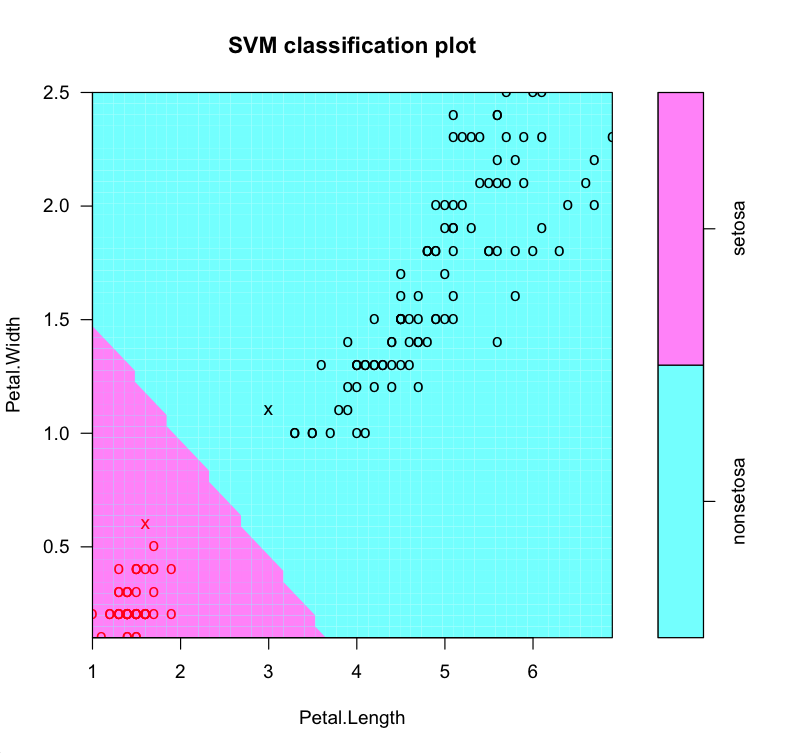 SVM classification plot
2.5
2.0
1.5
1.0
0.5
Petal.Width
1 2 3 4 5 6
Petal.Length
setosa
nonsetosa